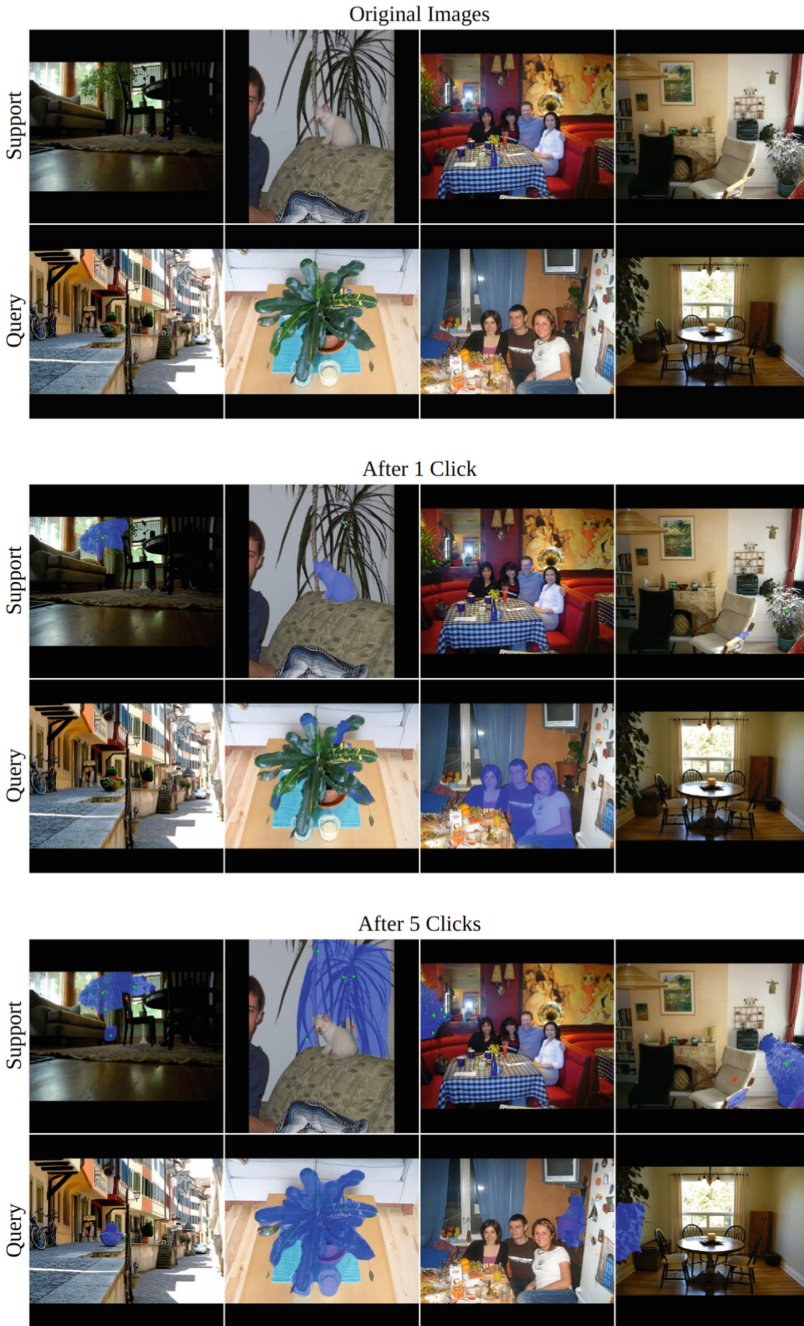 Original Images
Support
Query
After 1 Click
Support
Query
After 5 Clicks
Support
Query